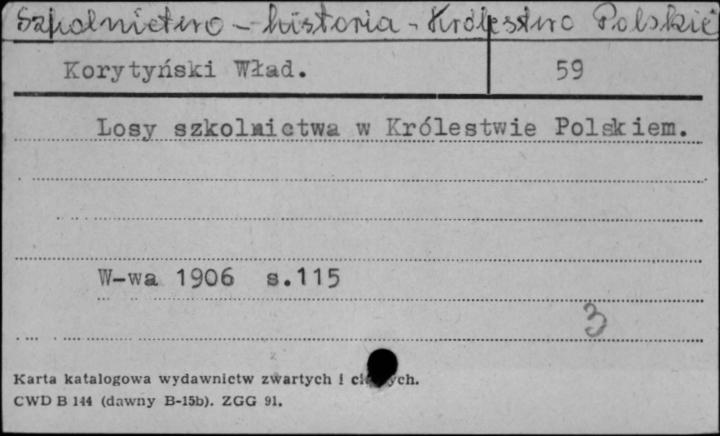 Szkolnictwo - historia - Królestwo Polskie
Korytyński Wład. 59
Losy szkolnictwa w Królestwie Polskiem.
W-wa 1906 s.115
3
Karta katalogowa wydawnictw zwartych i
CWD B 144 (dawny B-15b). ZGG 91.